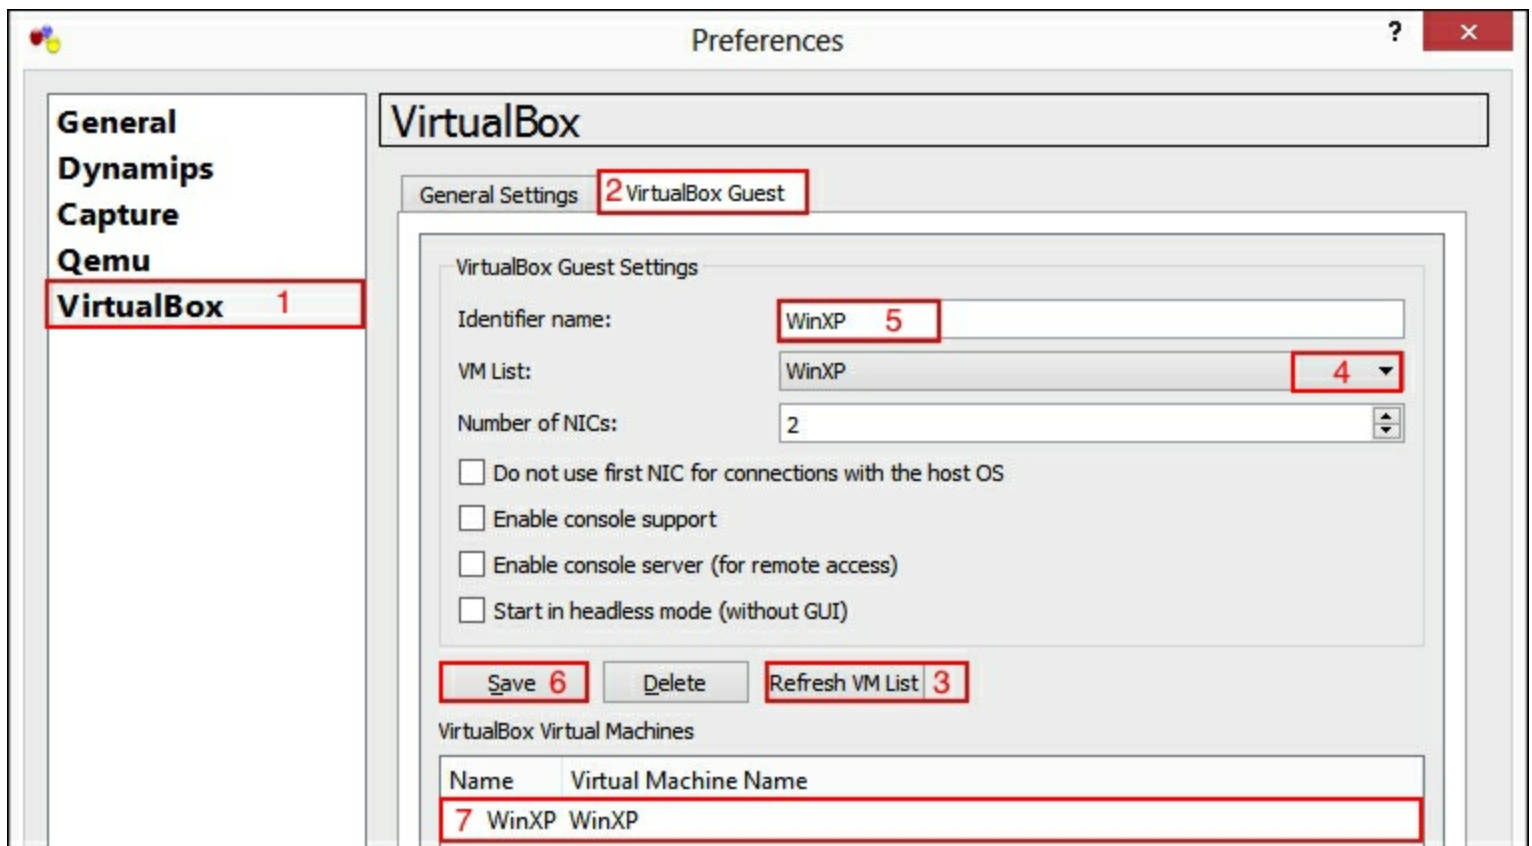 Preferences
?
General
Dynamips
Capture
Qemu
VirtualBox 1
VirtualBox
General Settings
2 VirtualBox Guest
VirtualBox Guest Settings
Identifier name: WinXP 5
VM List: WinXP 4
Number of NICs: 2
Do not use first NIC for connections with the host OS
Enable console support
Enable console server (for remote access)
Start in headless mode (without GUI)
Save 6 Delete Refresh VM List 3
VirtualBox Virtual Machines
Name Virtual Machine Name
7 WinXP WinXP